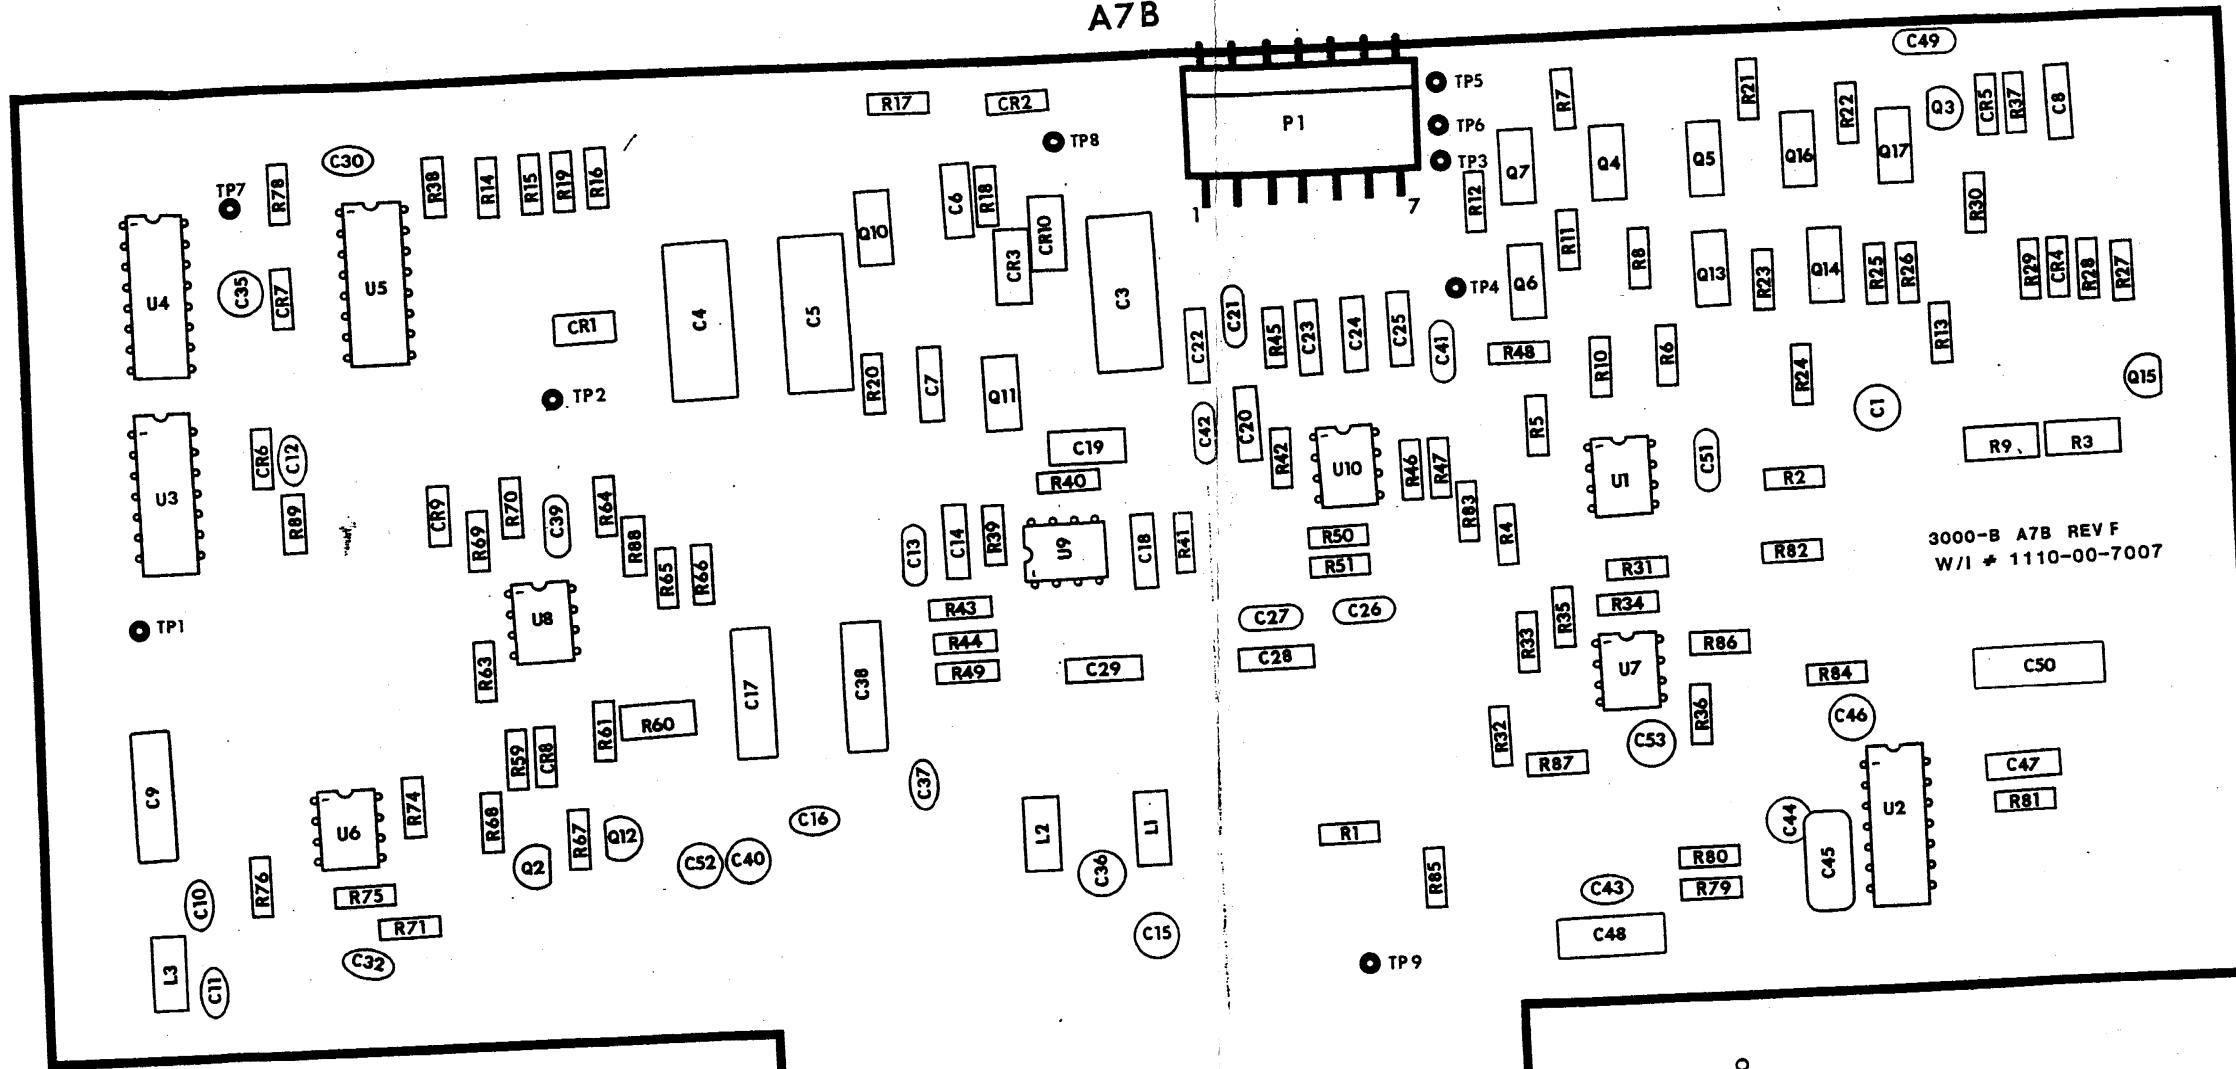 A7B
C49
R17
CR2
TP5
P1
TP6
TP3
TP8
R7
R21
R22
Q3
CR5
R37
C8
Q7
Q4
Q5
Q16
Q17
R12
1
7
C30
TP7
R78
R38
R14
R15
R19
R16
C6
R18
Q10
CR10
CR3
R11
R8
R30
U4
C35
CR7
U5
CR1
C4
C5
C3
TP4
Q6
Q13
R23
Q14
R25
R26
R29
CR4
R28
R27
C22
C21
R45
C23
C24
C25
C41
R48
R10
R6
R24
R13
Q15
TP2
R20
C7
Q11
C1
C42
C20
R42
U10
R46
R47
R5
C51
R9
R3
U3
CR6
C12
R89
C19
R40
U1
R2
CR9
R69
R70
C39
R64
R88
R65
R66
C13
C14
R39
U9
C18
R41
R83
R4
R50
R51
R82
3000-B A7B REV F
W/I # 1110-00-7007
R31
R34
R35
R33
TP1
U8
R63
R43
R44
R49
C27
C26
C28
C29
U7
R86
R84
C50
C17
C38
R61
R60
R59
CR8
R32
R87
C53
R36
C46
C47
R81
C9
U6
R74
R68
R67
Q12
Q2
C52
C40
C16
C37
L2
L1
C36
R1
R85
C44
C45
U2
R80
R79
C43
C48
R76
R75
R71
C10
C32
L3
C11
C15
TP9